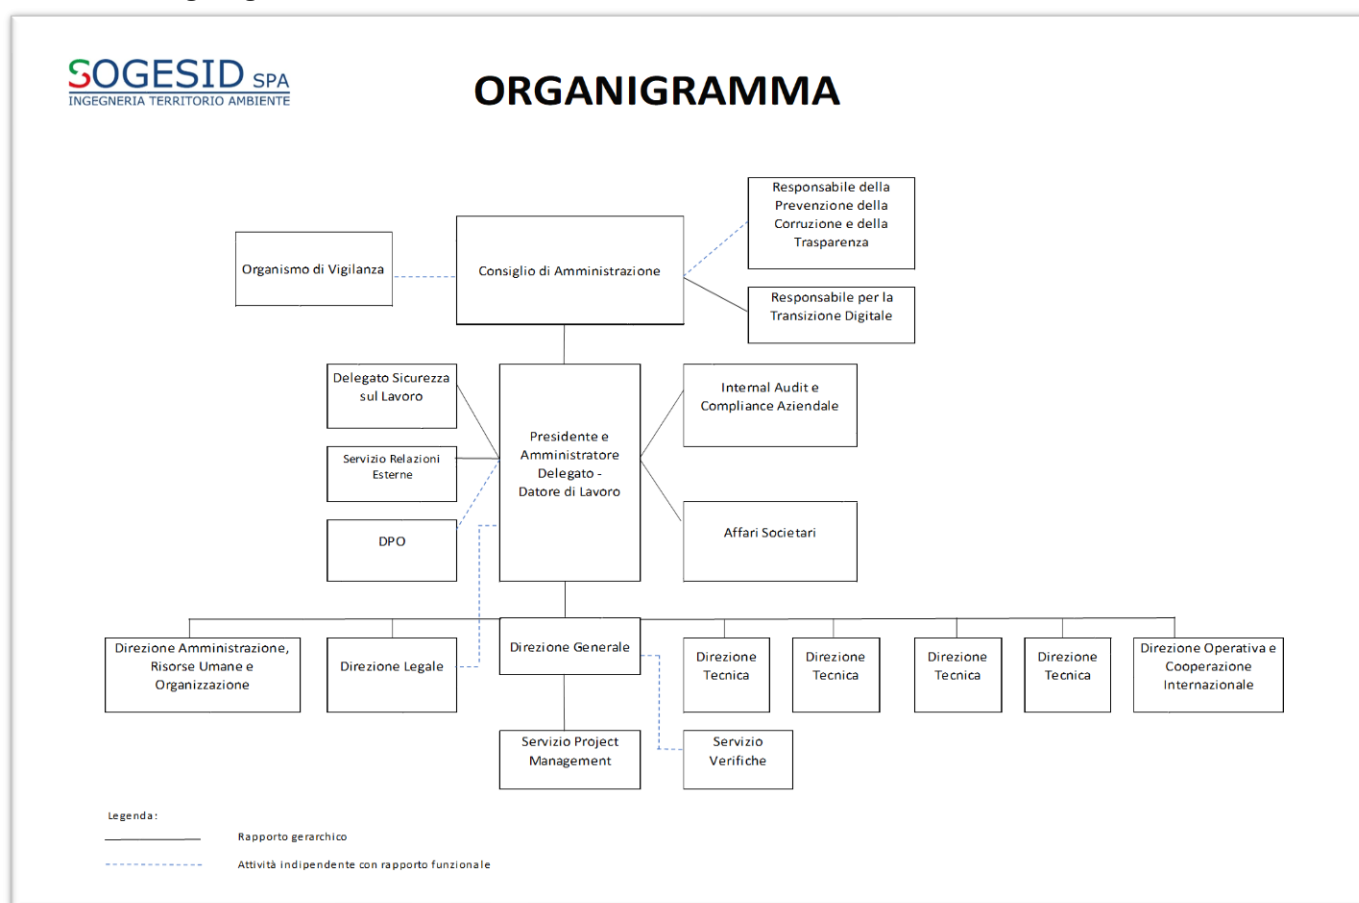 SOGESID SPA
INGEGNERIA TERRITORIO AMBIENTE
ORGANIGRAMMA
Responsabile della
Prevenzione della
Corruzione e della
Trasparenza
Organismo di Vigilanza
Consiglio di Amministrazione
Responsabile per la
Transizione Digitale
Delegato Sicurezza
sul Lavoro
Internal Audit e
Compliance Aziendale
Presidente e
Amministratore
Delegato -
Datore di Lavoro
Servizio Relazioni
Esterne
DPO
Affari Societari
Direzione Amministrazione,
Risorse Umane e
Organizzazione
Direzione Legale
Direzione Generale
Direzione
Tecnica
Direzione
Tecnica
Direzione
Tecnica
Direzione
Tecnica
Direzione Operativa e
Cooperazione
Internazionale
Servizio Project
Management
Servizio
Verifiche
Legenda:
Rapporto gerarchico
Attività indipendente con rapporto funzionale